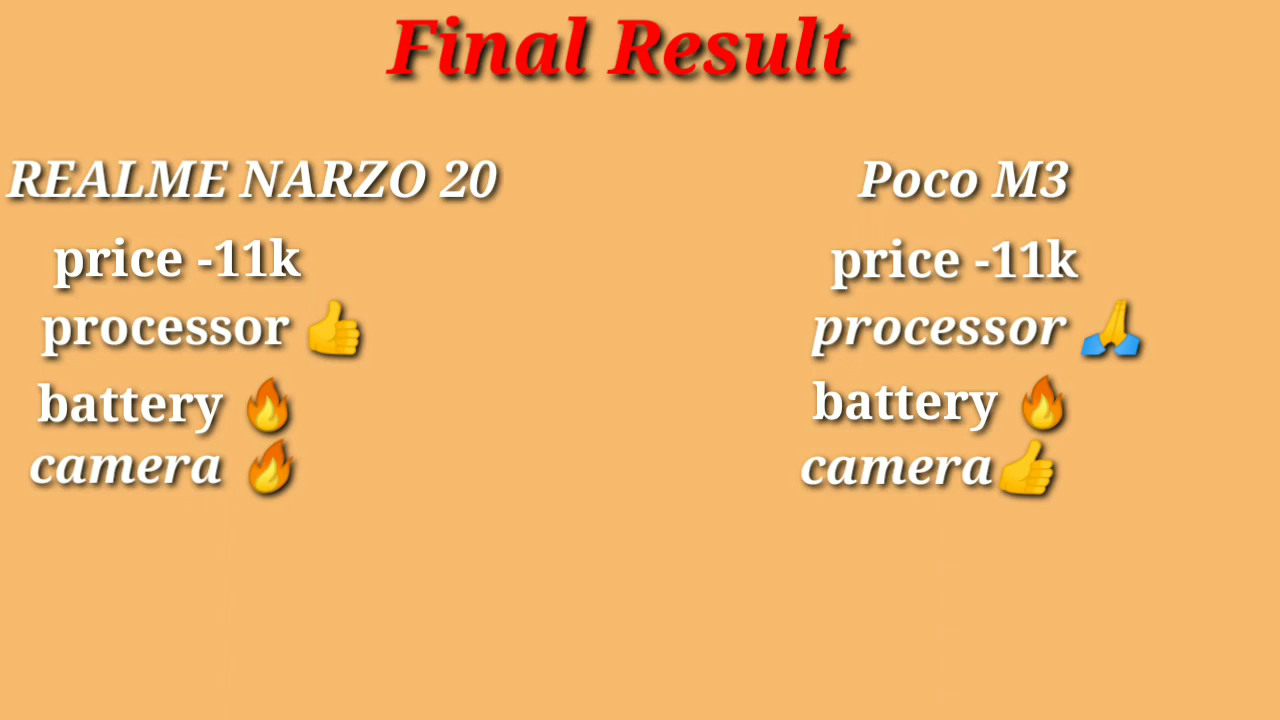 Final Result
REALME NARZO 20
price -11k
processor 👍
battery 🔥
camera 🔥
Poco M3
price -11k
processor 🙏
battery 🔥
camera👍